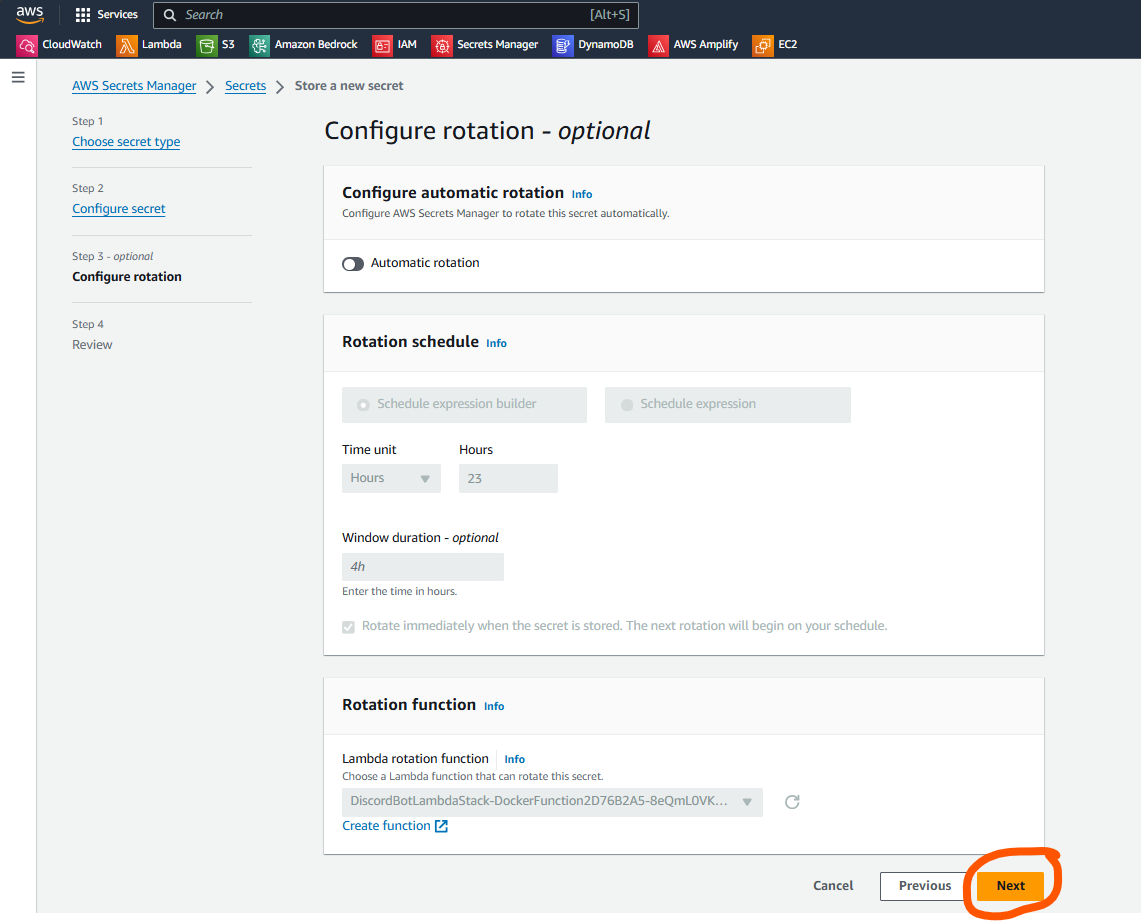 aws Services Search [Alt+S]
CloudWatch Lambda S3 Amazon Bedrock IAM Secrets Manager DynamoDB AWS Amplify EC2
AWS Secrets Manager Secrets Store a new secret
Step 1
Choose secret type
Step 2
Configure secret
Step 3 - optional
Configure rotation
Step 4
Review
Configure rotation - optional
Configure automatic rotation Info
Configure AWS Secrets Manager to rotate this secret automatically.
Automatic rotation
Rotation schedule Info
Schedule expression builder Schedule expression
Time unit Hours
Hours 23
Window duration - optional
4h
Enter the time in hours.
Rotate immediately when the secret is stored. The next rotation will begin on your schedule.
Rotation function Info
Lambda rotation function Info
Choose a Lambda function that can rotate this secret.
DiscordBotLambdaStack-DockerFunction2D76B2A5-8eQmL0VK...
Create function
Cancel Previous Next